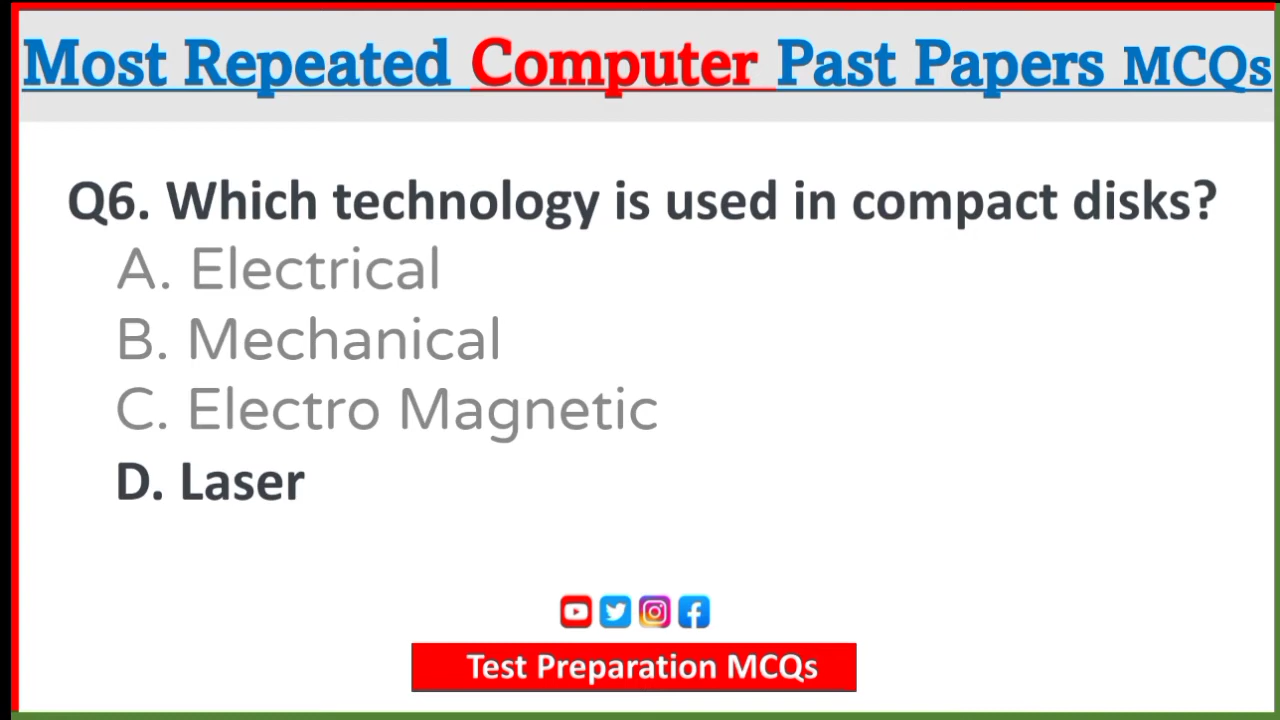 Most Repeated Computer Past Papers MCQs
Q6. Which technology is used in compact disks?
A. Electrical
B. Mechanical
C. Electro Magnetic
D. Laser
Test Preparation MCQs